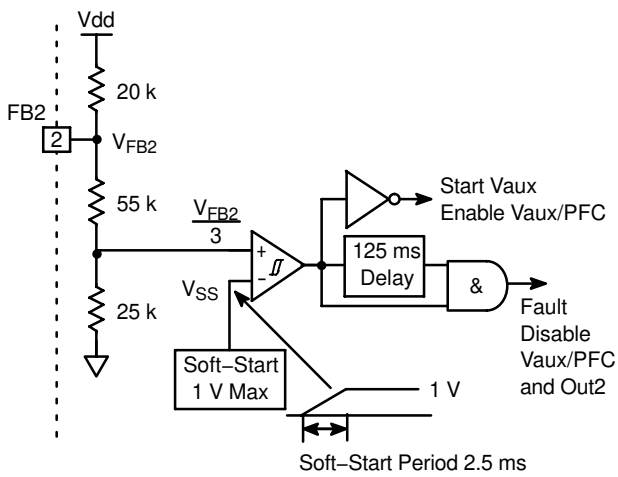 Vdd
20 k
FB2
2
VFB2
55 k
VFB2
3
Start Vaux
Enable Vaux/PFC
+
−
125 ms
Delay
&
VSS
25 k
Fault
Disable
Vaux/PFC
and Out2
Soft−Start
1 V Max
1 V
Soft−Start Period 2.5 ms